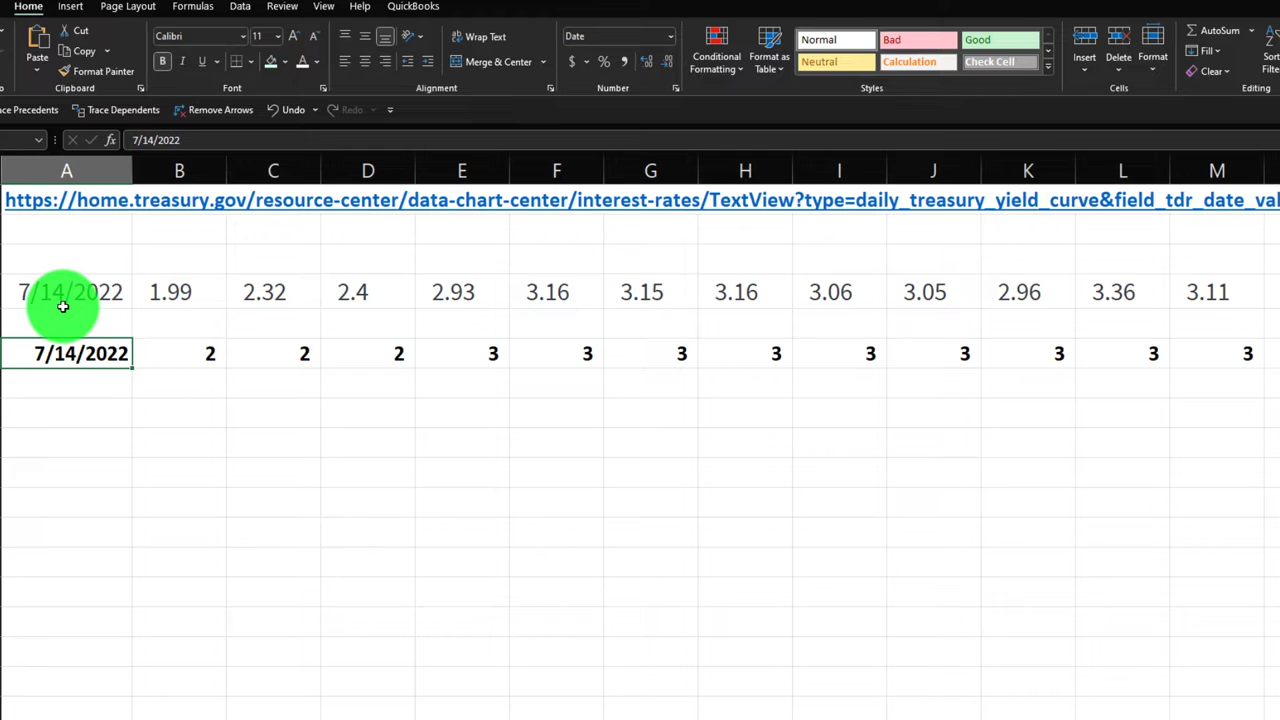 Home Insert Page Layout Formulas Data Review View Help QuickBooks
Cut Calibri 11 Wrap Text Date Normal Bad Good AutoSum
Paste Copy Conditional Formatting Format as Table Insert Delete Format Fill
Format Painter Merge & Center Neutral Calculation Check Cell Clear
Clipboard Font Alignment Number Styles Cells Editing
ace Precedents Trace Dependents Remove Arrows Undo Redo
7/14/2022
A B C D E F G H I J K L M
https://home.treasury.gov/resource-center/data-chart-center/interest-rates/TextView?type=daily_treasury_yield_curve&field_tdr_date_val
7/14/2022 1.99 2.32 2.4 2.93 3.16 3.15 3.16 3.06 3.05 2.96 3.36 3.11
7/14/2022 2 2 2 3 3 3 3 3 3 3 3 3